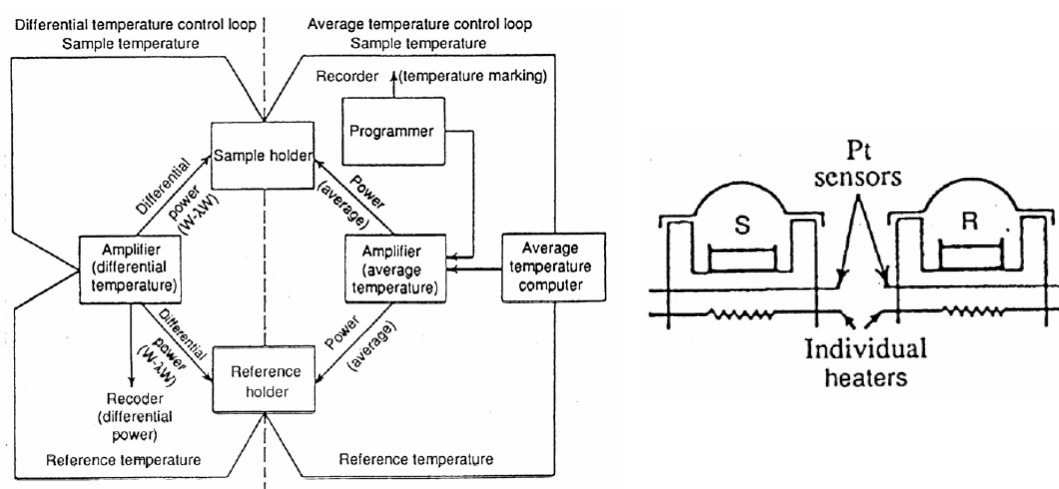 Differential temperature control loop
Sample temperature
Average temperature control loop
Sample temperature
Recorder
(temperature marking)
Programmer
Sample holder
Differential
power
(W-λW)
Power
(average)
Amplifier
(differential
temperature)
Amplifier
(average
temperature)
Average
temperature
computer
Differential
power
(W-λW)
Power
(average)
Reference
holder
Recoder
(differential
power)
Reference temperature
Reference temperature
Pt
sensors
S
R
Individual
heaters